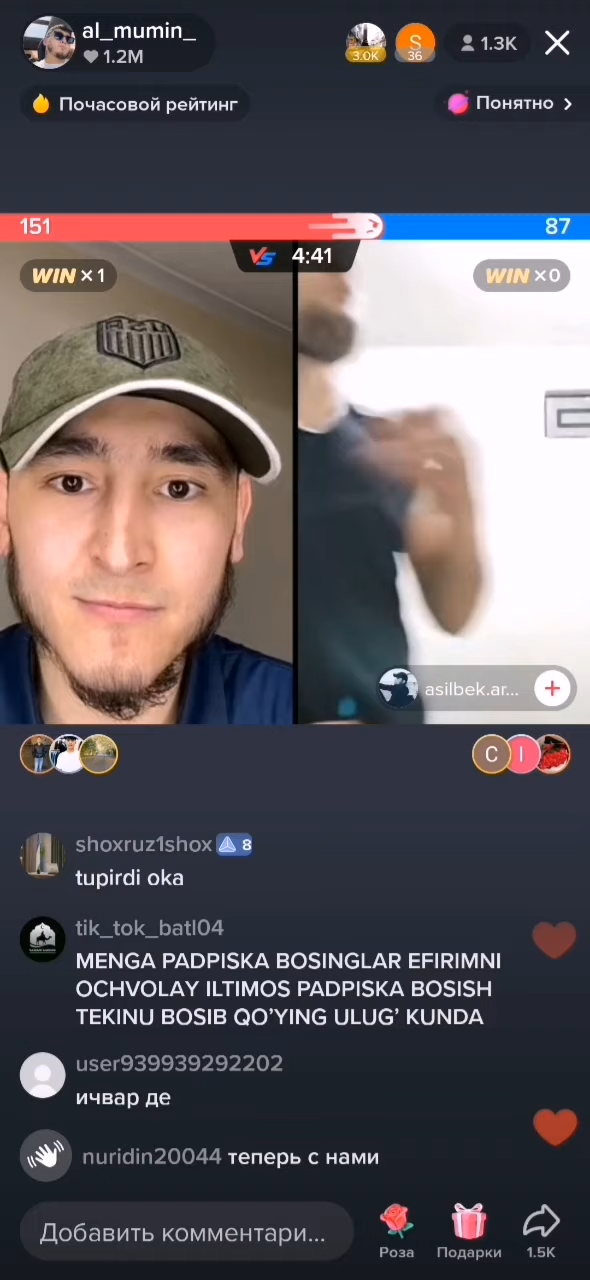 al_mumin_
1.2M
3.0K
S
36
1.3K
Почасовой рейтинг
Понятно
151
87
VS 4:41
WIN ×1
WIN ×0
asilbek.ar...
C
I
shoxruz1shox 8
tupirdi oka
tik_tok_batl04
MENGA PADPISKA BOSINGLAR EFIRIMNI
OCHVOLAY ILTIMOS PADPISKA BOSISH
TEKINU BOSIB QO’YING ULUG’ KUNDA
user939939292202
ичвар де
nuridin20044 теперь с нами
Добавить комментари...
Роза
Подарки
1.5K